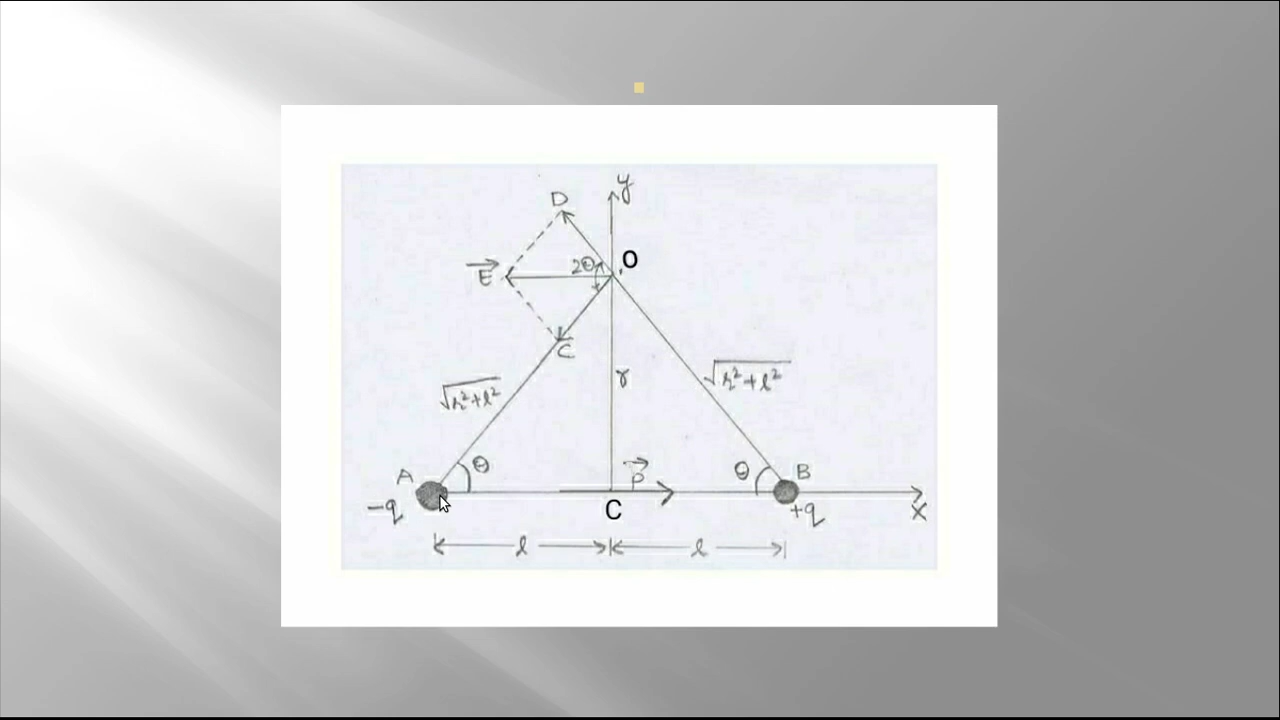 y
D
O
2θ
E
C
√r²+l²
r
√r²+l²
A
θ
P
θ
B
-q
C
+q
x
l
l